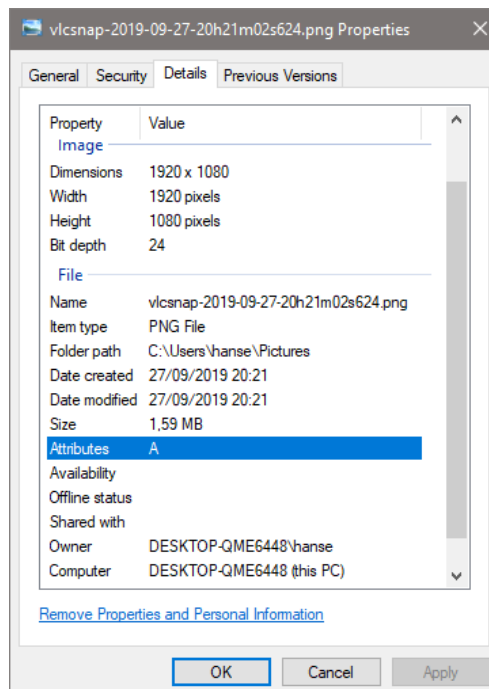 vlcsnap-2019-09-27-20h21m02s624.png Properties
General Security Details Previous Versions
Property Value
Image
Dimensions 1920 x 1080
Width 1920 pixels
Height 1080 pixels
Bit depth 24
File
Name vlcsnap-2019-09-27-20h21m02s624.png
Item type PNG File
Folder path C:\Users\hanse\Pictures
Date created 27/09/2019 20:21
Date modified 27/09/2019 20:21
Size 1,59 MB
Attributes A
Availability
Offline status
Shared with
Owner DESKTOP-QME6448\hanse
Computer DESKTOP-QME6448 (this PC)
Remove Properties and Personal Information
OK Cancel Apply